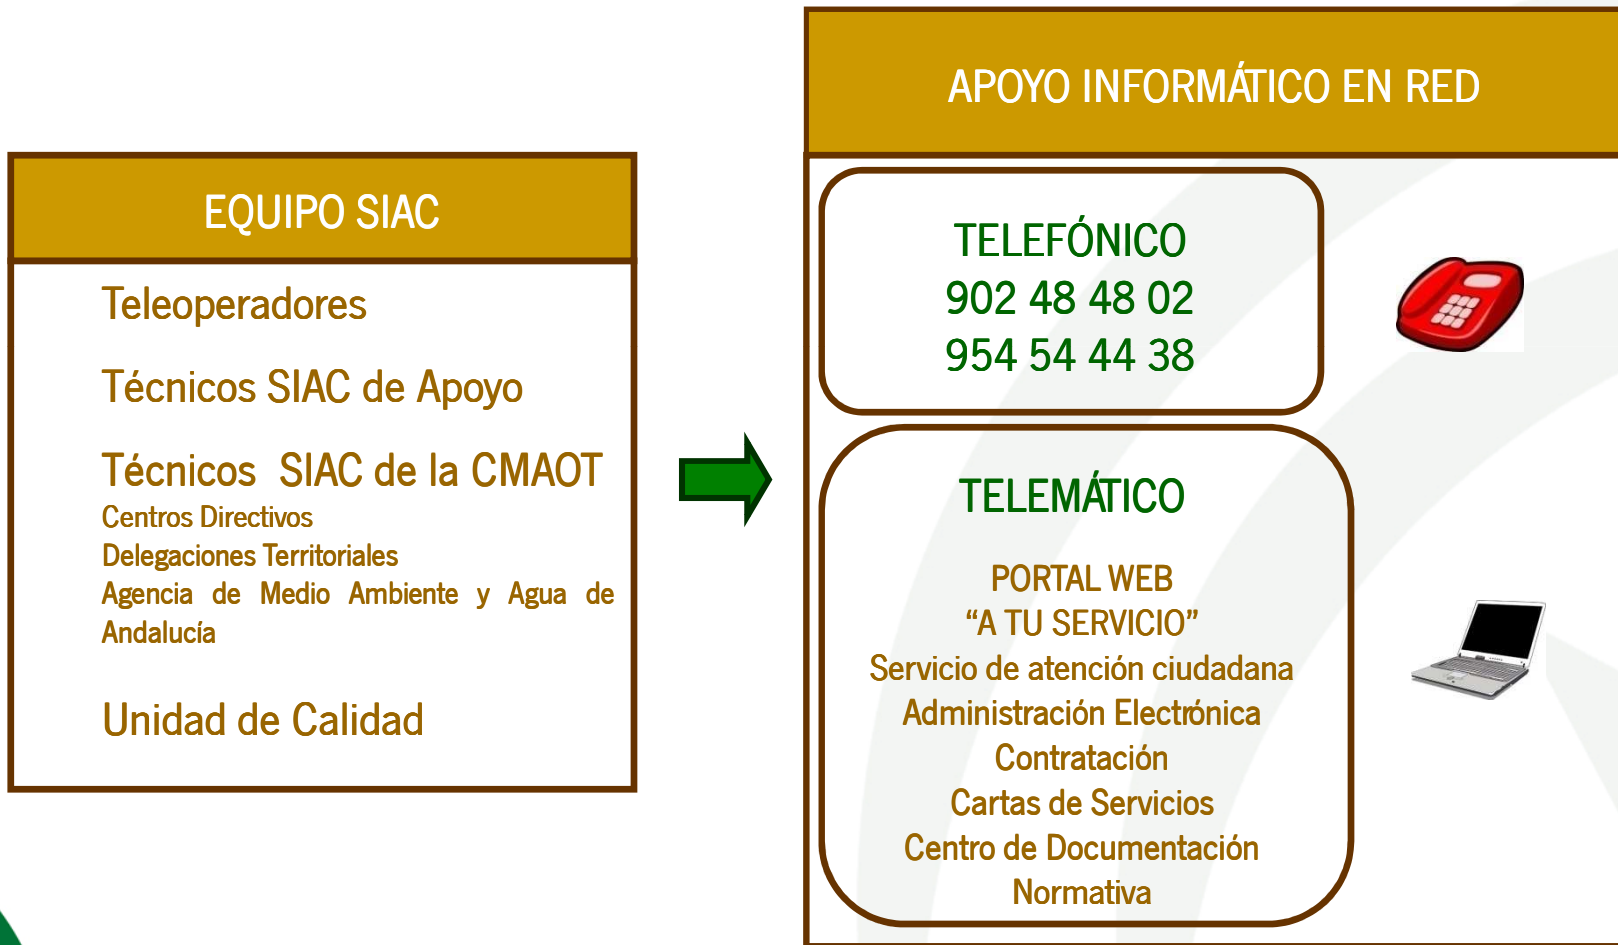 EQUIPO SIAC
Teleoperadores
Técnicos SIAC de Apoyo
Técnicos SIAC de la CMAOT
Centros Directivos
Delegaciones Territoriales
Agencia de Medio Ambiente y Agua de
Andalucía
Unidad de Calidad
APOYO INFORMÁTICO EN RED
TELEFÓNICO
902 48 48 02
954 54 44 38
TELEMÁTICO
PORTAL WEB
“A TU SERVICIO”
Servicio de atención ciudadana
Administración Electrónica
Contratación
Cartas de Servicios
Centro de Documentación
Normativa